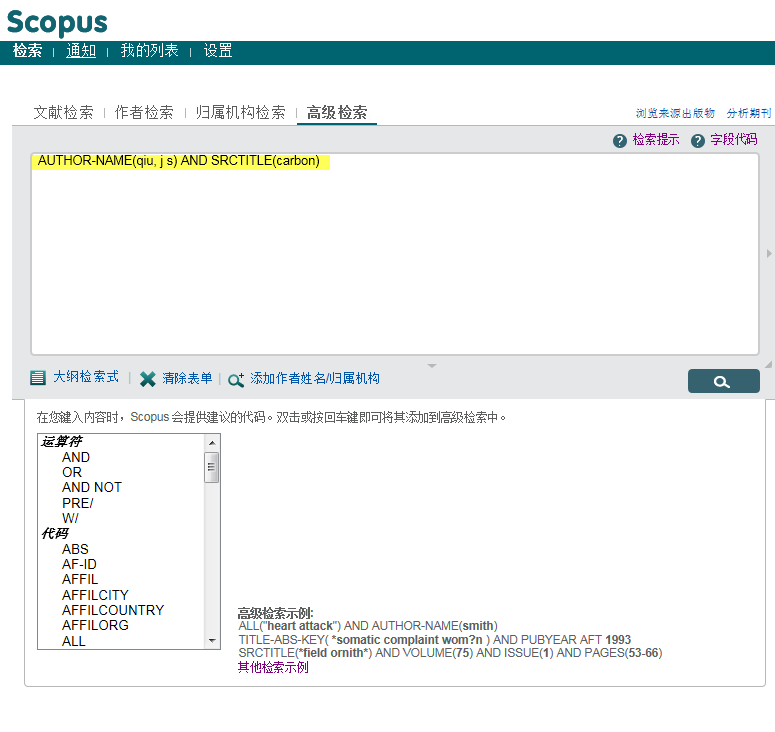 Scopus
检索 | 通知 | 我的列表 | 设置
文献检索 | 作者检索 | 归属机构检索 | 高级检索
浏览来源出版物 分析期刊
? 检索提示 ? 字段代码
AUTHOR-NAME(qiu, j s) AND SRCTITLE(carbon)
大纲检索式 | 清除表单 | 添加作者姓名/归属机构
在您键入内容时，Scopus 会提供建议的代码。双击或按回车键即可将其添加到高级检索中。
运算符
AND
OR
AND NOT
PRE/
W/
代码
ABS
AF-ID
AFFIL
AFFILCITY
AFFILCOUNTRY
AFFILORG
ALL
高级检索示例:
ALL("heart attack") AND AUTHOR-NAME(smith)
TITLE-ABS-KEY( *somatic complaint wom?n ) AND PUBYEAR AFT 1993
SRCTITLE(*field ornith*) AND VOLUME(75) AND ISSUE(1) AND PAGES(53-66)
其他检索示例